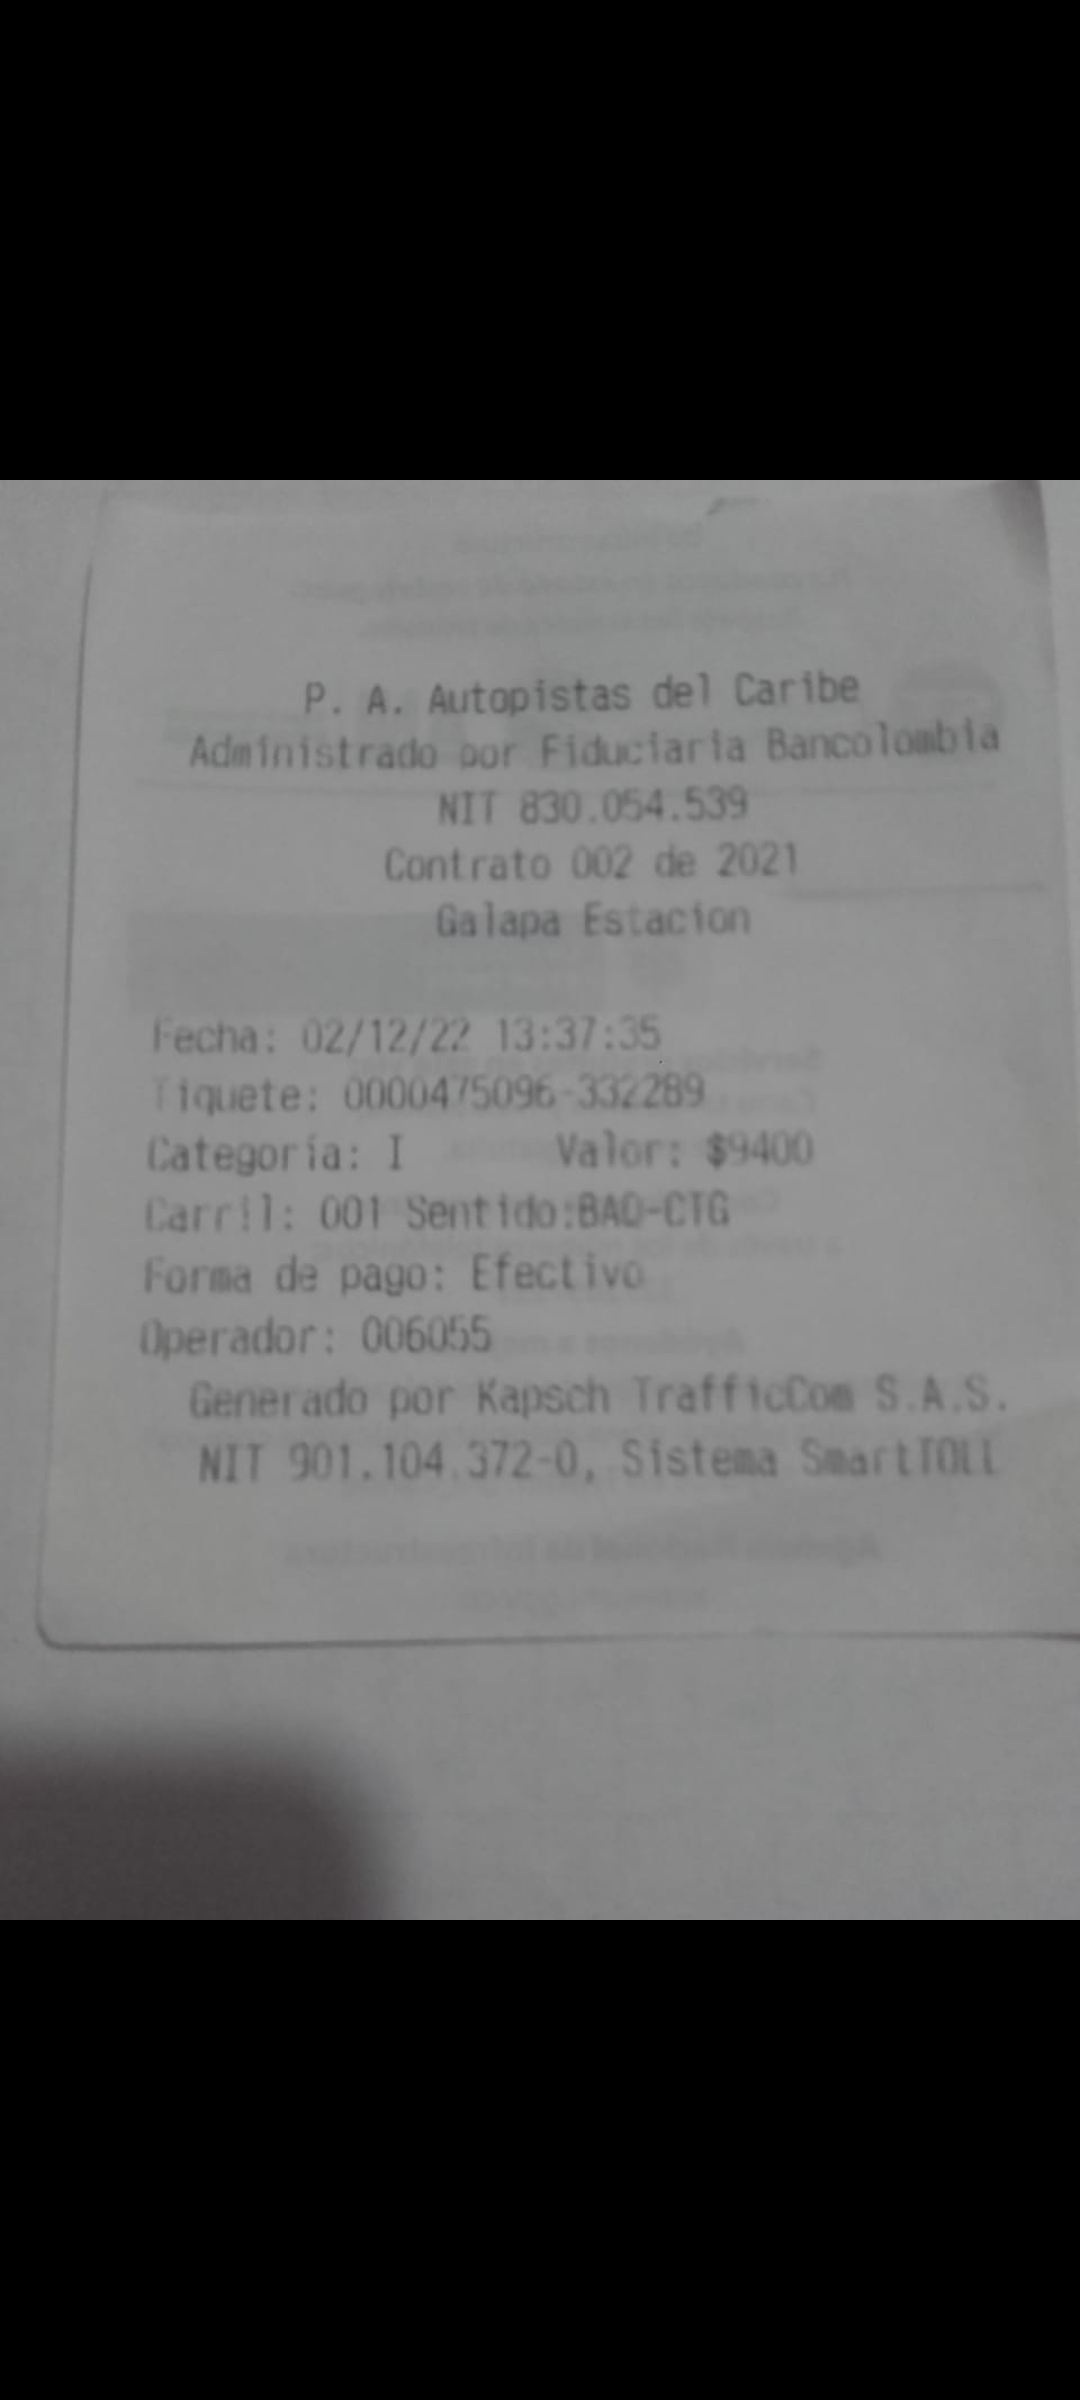 P. A. Autopistas del Caribe
Administrado por Fiduciaria Bancolombia
NIT 830.054.539
Contrato 002 de 2021
Galapa Estacion
Fecha: 02/12/22 13:37:35
Tiquete: 0000475096-332289
Categoria: I Valor: $9400
Carril: 001 Sentido:BAQ-CTG
Forma de pago: Efectivo
Operador: 006055
Generado por Kapsch TrafficCom S.A.S.
NIT 901.104.372-0, Sistema SmartTOLL